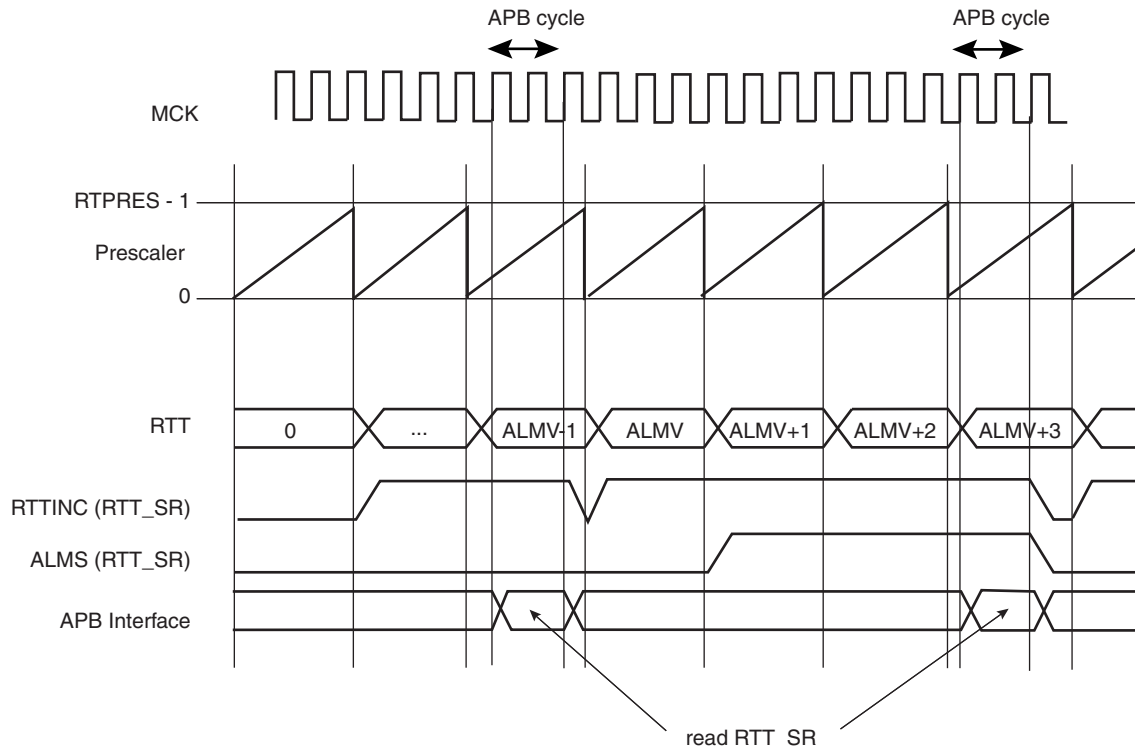 APB cycle
APB cycle
MCK
RTPRES - 1
Prescaler
0
RTT
0
...
ALMV-1
ALMV
ALMV+1
ALMV+2
ALMV+3
RTTINC (RTT_SR)
ALMS (RTT_SR)
APB Interface
read RTT_SR